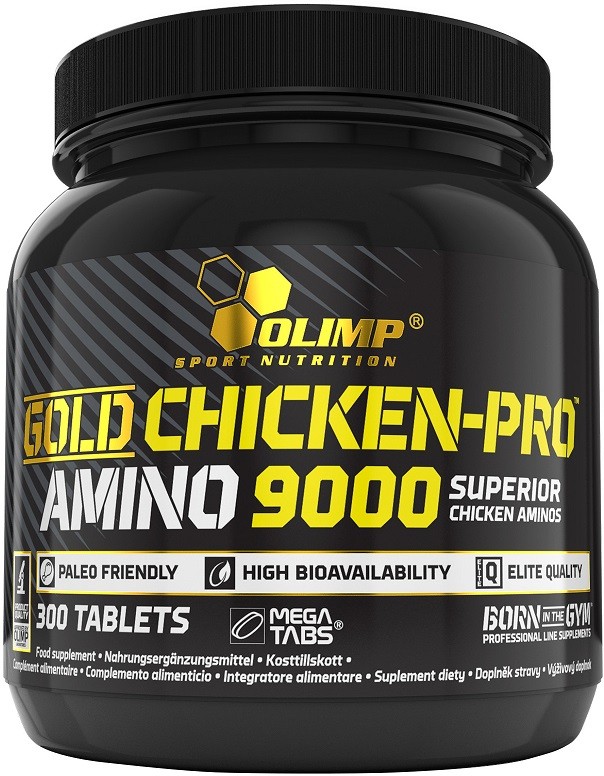 OLIMP®
SPORT NUTRITION
GOLD CHICKEN-PRO™
AMINO 9000 SUPERIOR
CHICKEN AMINOS
PALEO FRIENDLY HIGH BIOAVAILABILITY ELITE Q ELITE QUALITY
300 TABLETS MEGA TABS® BORN IN THE GYM™
PROFESSIONAL LINE SUPPLEMENTS
Food supplement • Nahrungsergänzungsmittel • Kosttillskott •
Complément alimentaire • Complemento alimenticio • Integratore alimentare • Suplement diety • Doplněk stravy • Výživový doplnok